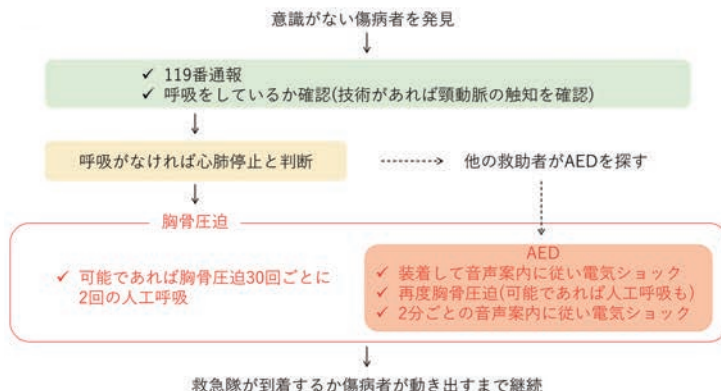 意識がない傷病者を発見
✓ 119番通報
✓ 呼吸をしているか確認(技術があれば頸動脈の触知を確認)
呼吸がなければ心肺停止と判断
他の救助者がAEDを探す
胸骨圧迫
✓ 可能であれば胸骨圧迫30回ごとに
2回の人工呼吸
AED
✓ 装着して音声案内に従い電気ショック
✓ 再度胸骨圧迫(可能であれば人工呼吸も)
✓ 2分ごとの音声案内に従い電気ショック
救急隊が到着するか傷病者が動き出すまで継続